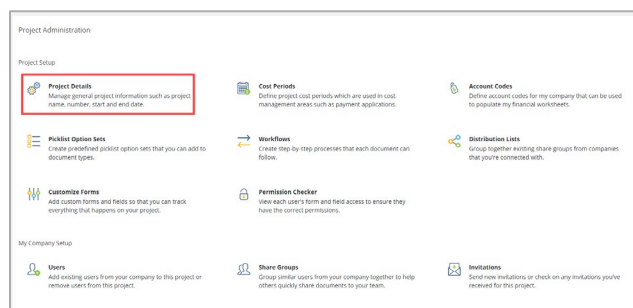 Project Administration
Project Setup
Project Details
Manage general project information such as project
name, number, start and end date.
Cost Periods
Define project cost periods which are used in cost
management areas such as payment applications.
Account Codes
Define account codes for my company that can be used
to populate my financial worksheets.
Picklist Option Sets
Create predefined picklist option sets that you can add to
document types.
Workflows
Create step-by-step processes that each document can
follow.
Distribution Lists
Group together existing share groups from companies
that you're connected with.
Customize Forms
Add custom forms and fields so that you can track
everything that happens on your project.
Permission Checker
View each user's form and field access to ensure they
have the correct permissions.
My Company Setup
Users
Add existing users from your company to this project or
remove users from this project.
Share Groups
Group similar users from your company together to help
others quickly share documents to your team.
Invitations
Send new invitations or check on any invitations you've
received for this project.